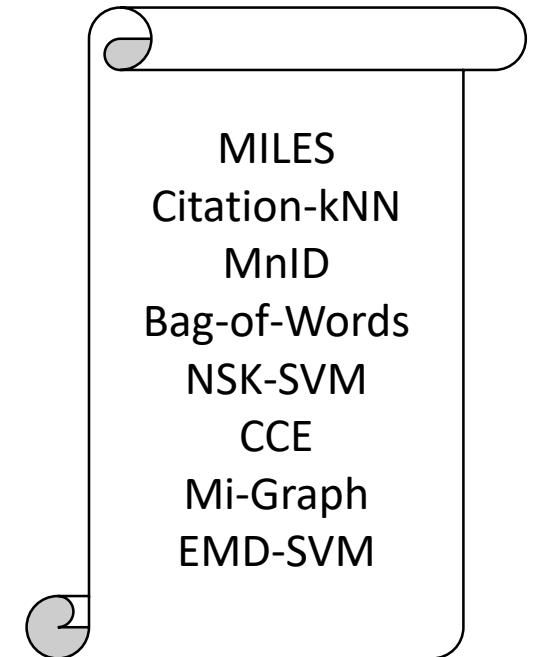 MILES
Citation-kNN
MnID
Bag-of-Words
NSK-SVM
CCE
Mi-Graph
EMD-SVM